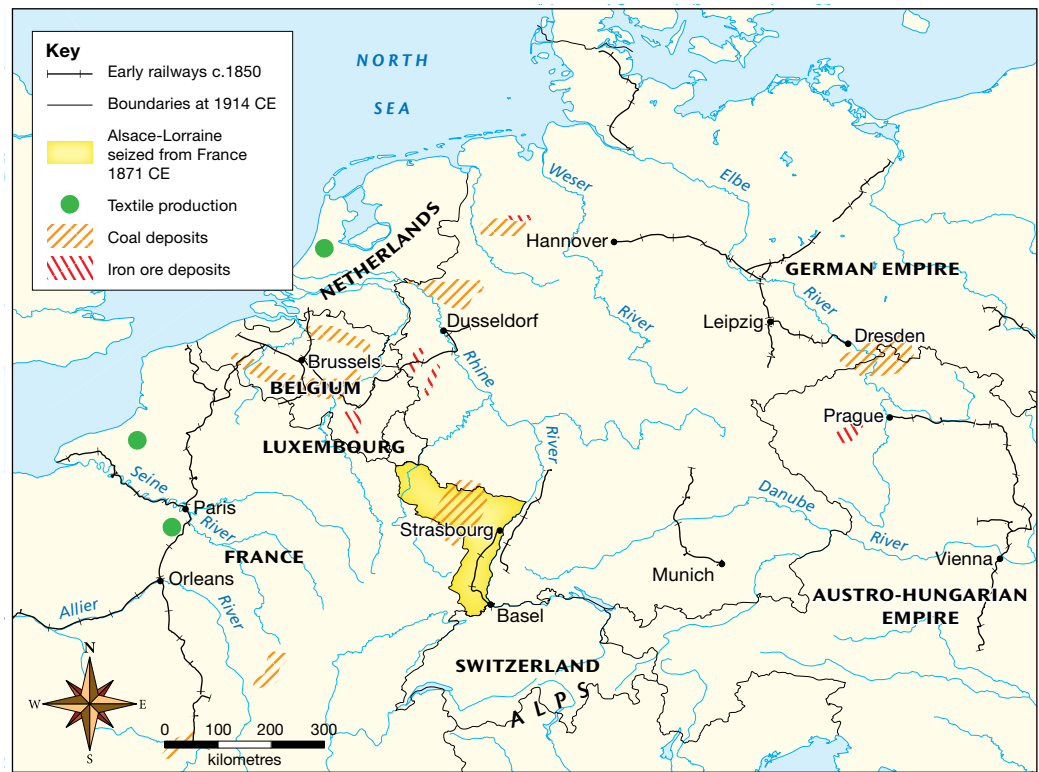 Key
Early railways c.1850
Boundaries at 1914 CE
Alsace-Lorraine
seized from France
1871 CE
Textile production
Coal deposits
Iron ore deposits
NORTH
SEA
Weser
Elbe
NETHERLANDS
Hannover
GERMAN EMPIRE
River
River
Leipzig
Dusseldorf
Dresden
Brussels
Rhine
BELGIUM
Prague
LUXEMBOURG
River
Seine
Danube
Paris
River
Strasbourg
River
FRANCE
Vienna
Munich
Orleans
Allier
River
AUSTRO-HUNGARIAN
EMPIRE
Basel
SWITZERLAND
ALPS
N
W
E
S
0 100 200 300
kilometres